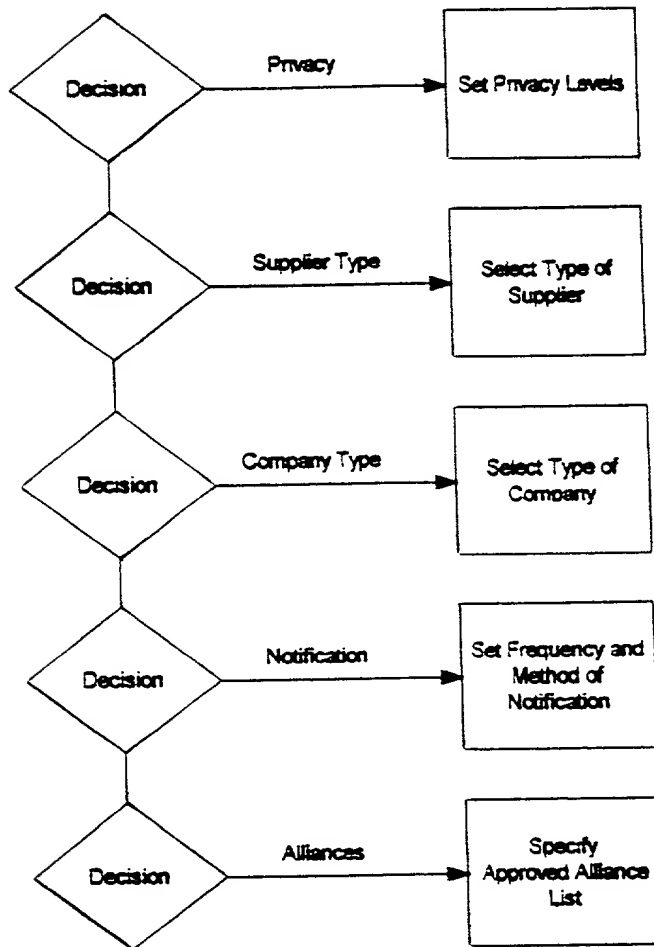 Privacy
Decision
Set Privacy Levels
Supplier Type
Decision
Select Type of
Supplier
Company Type
Decision
Select Type of
Company
Notification
Decision
Set Frequency and
Method of
Notification
Alliances
Decision
Specify
Approved Alliance
List